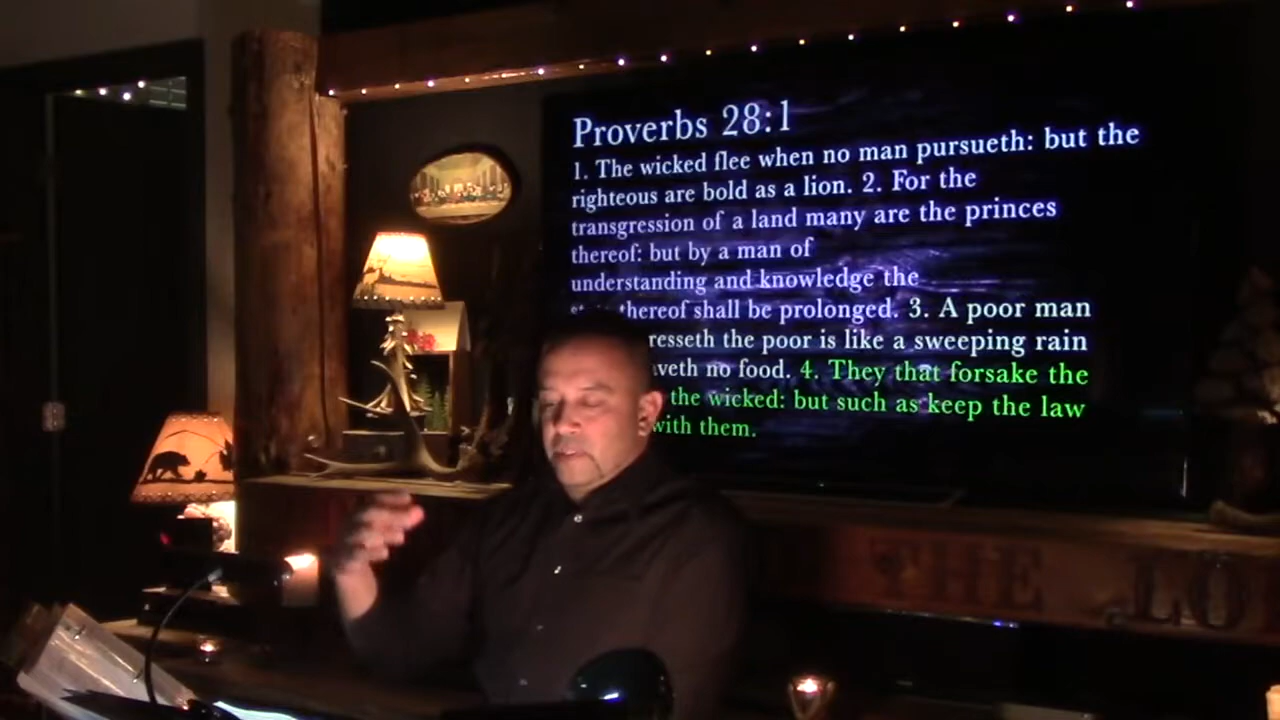 Proverbs 28:1
1. The wicked flee when no man pursueth: but the
righteous are bold as a lion. 2. For the
transgression of a land many are the princes
thereof: but by a man of
understanding and knowledge the
thereof shall be prolonged. 3. A poor man
resseth the poor is like a sweeping rain
aveth no food. 4. They that forsake the
the wicked: but such as keep the law
with them.
THE LO